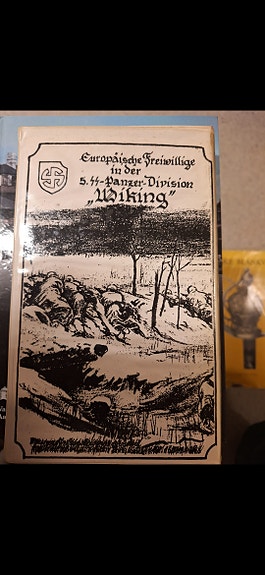 Europäische Freiwillige
in der
5. SS-Panzer-Division
„Wiking"